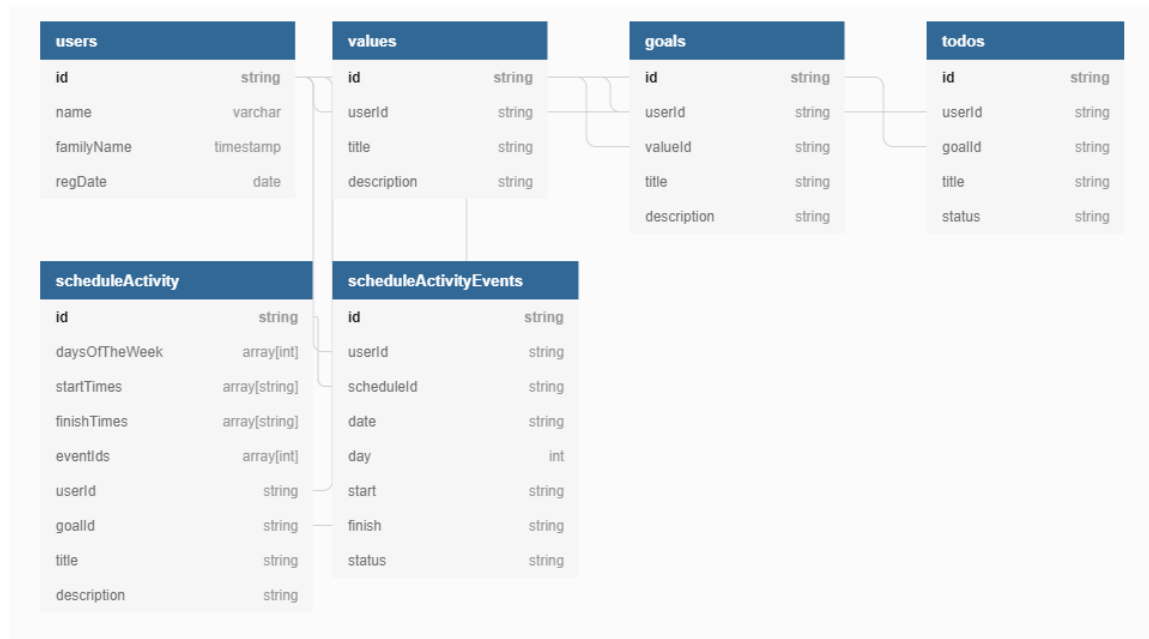 users
id string
name varchar
familyName timestamp
regDate date
values
id string
userId string
title string
description string
goals
id string
userId string
valueId string
title string
description string
todos
id string
userId string
goalId string
title string
status string
scheduleActivity
id string
daysOfTheWeek array[int]
startTimes array[string]
finishTimes array[string]
eventIds array[int]
userId string
goalId string
title string
description string
scheduleActivityEvents
id string
userId string
scheduleId string
date string
day int
start string
finish string
status string